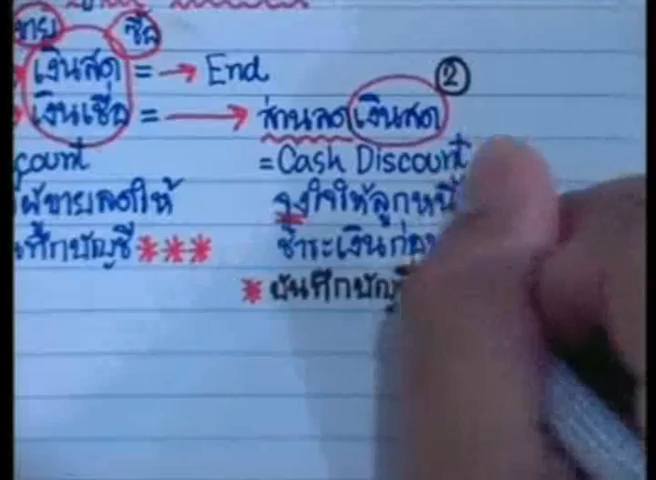 ขาย ซื้อ
เงินสด = → End
②
เงินเชื่อ = → ส่วนลดเงินสด
count = Cash Discount
ผู้ขายลดให้ จูงใจให้ลูกหนี้
นทึกบัญชี *** ชำระเงินก่อน
* บันทึกบัญชี